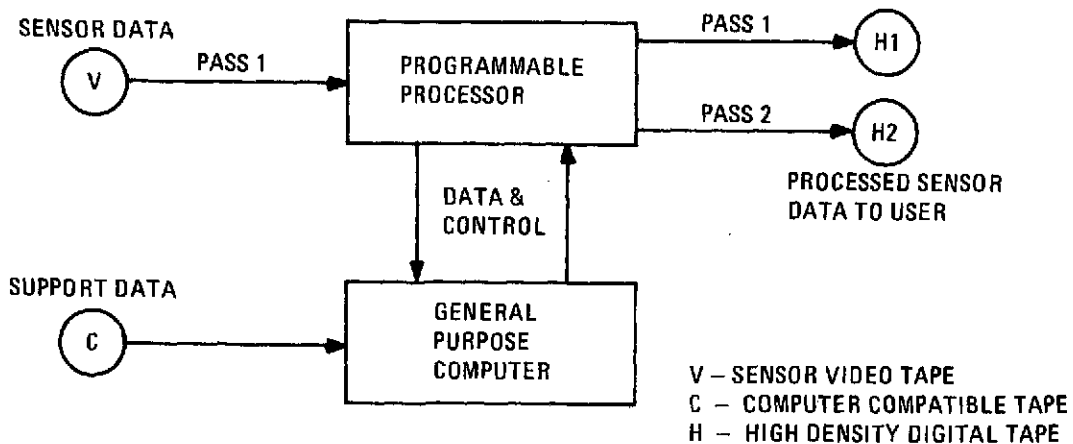 SENSOR DATA
V
PASS 1
PROGRAMMABLE
PROCESSOR
PASS 1
H1
PASS 2
H2
PROCESSED SENSOR
DATA TO USER
DATA &
CONTROL
SUPPORT DATA
C
GENERAL
PURPOSE
COMPUTER
V – SENSOR VIDEO TAPE
C – COMPUTER COMPATIBLE TAPE
H – HIGH DENSITY DIGITAL TAPE